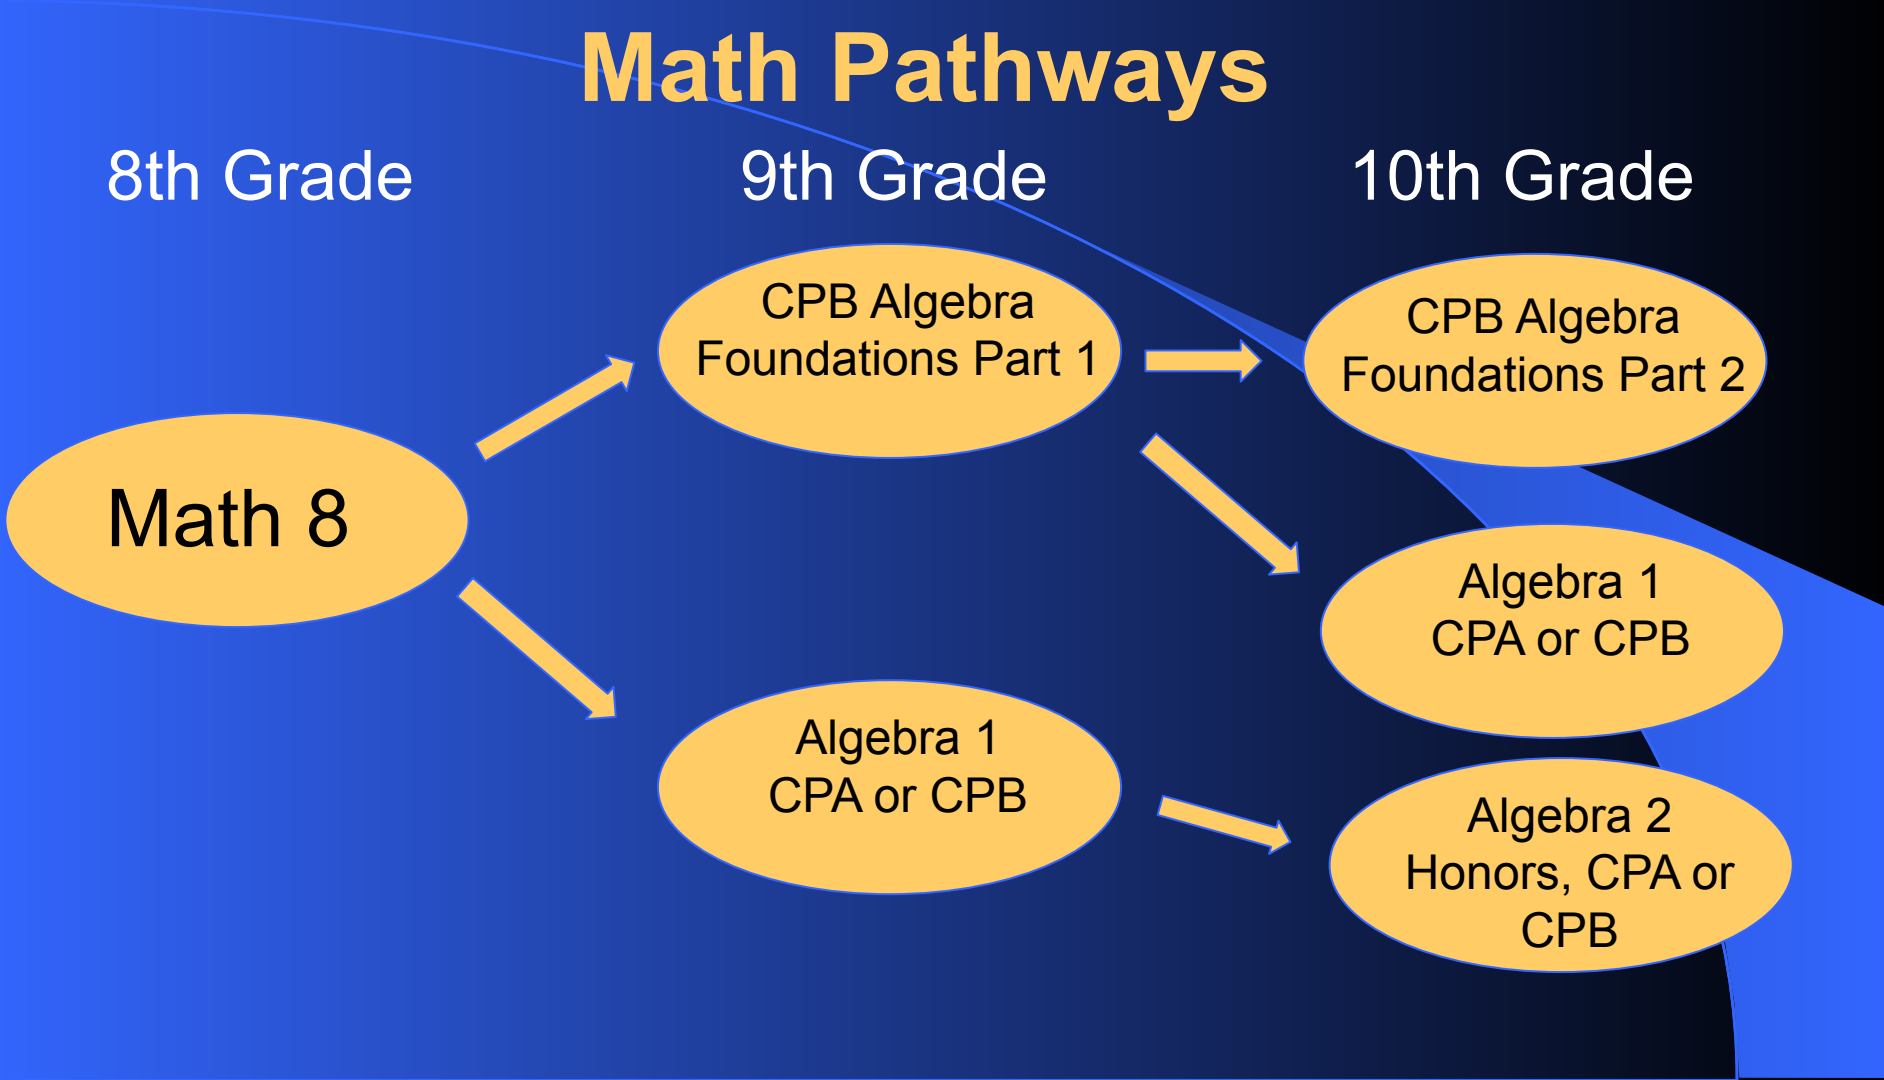 Math Pathways
8th Grade
9th Grade
10th Grade
Math 8
CPB Algebra
Foundations Part 1
Algebra 1
CPA or CPB
CPB Algebra
Foundations Part 2
Algebra 1
CPA or CPB
Algebra 2
Honors, CPA or
CPB